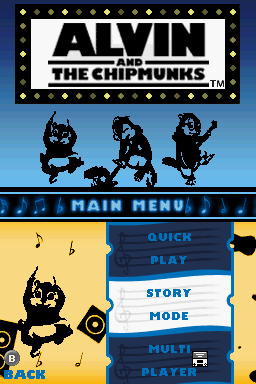 ALVIN
AND
THE CHIPMUNKS
TM
MAIN MENU
QUICK
PLAY
STORY
MODE
MULTI
PLAYER
B
BACK